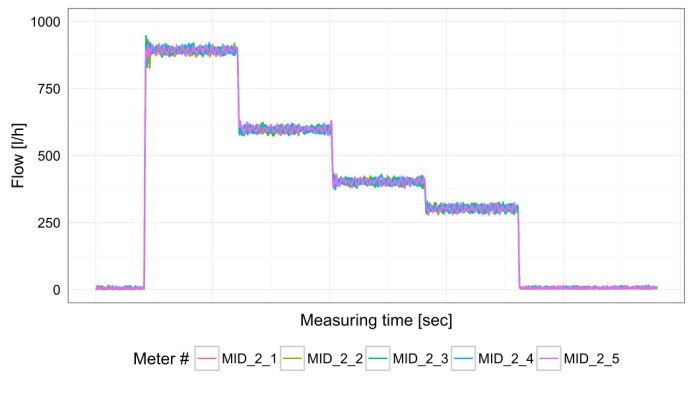 1000
750
500
250
0
Flow [l/h]
Measuring time [sec]
Meter # MID_2_1 MID_2_2 MID_2_3 MID_2_4 MID_2_5